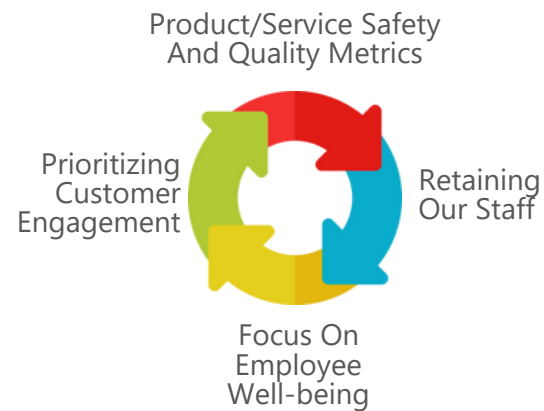 Product/Service Safety
And Quality Metrics
Prioritizing
Customer
Engagement
Retaining
Our Staff
Focus On
Employee
Well-being